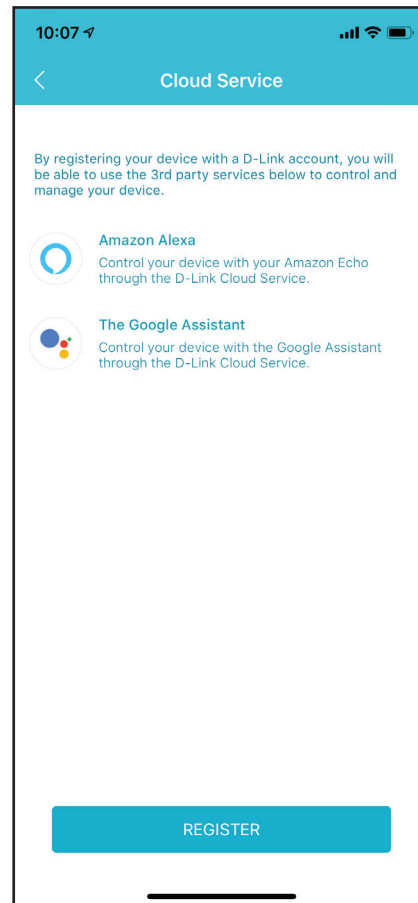 10:07
Cloud Service
By registering your device with a D-Link account, you will
be able to use the 3rd party services below to control and
manage your device.
Amazon Alexa
Control your device with your Amazon Echo
through the D-Link Cloud Service.
The Google Assistant
Control your device with the Google Assistant
through the D-Link Cloud Service.
REGISTER